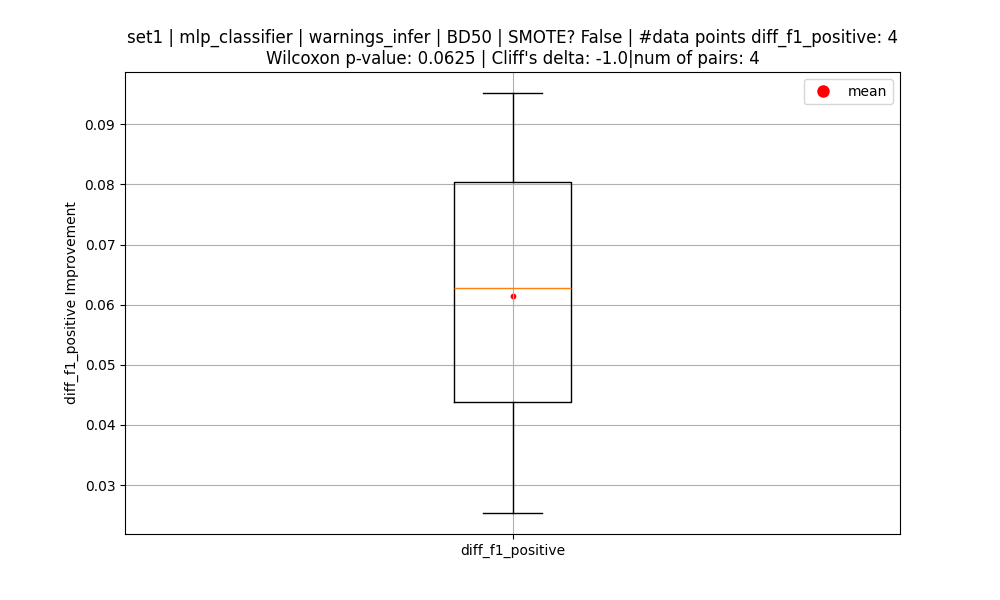 set1 | mlp_classifier | warnings_infer | BD50 | SMOTE? False | #data points diff_f1_positive: 4
Wilcoxon p-value: 0.0625 | Cliff's delta: -1.0|num of pairs: 4
mean
0.09
0.08
0.07
0.06
0.05
0.04
0.03
diff_f1_positive Improvement
diff_f1_positive